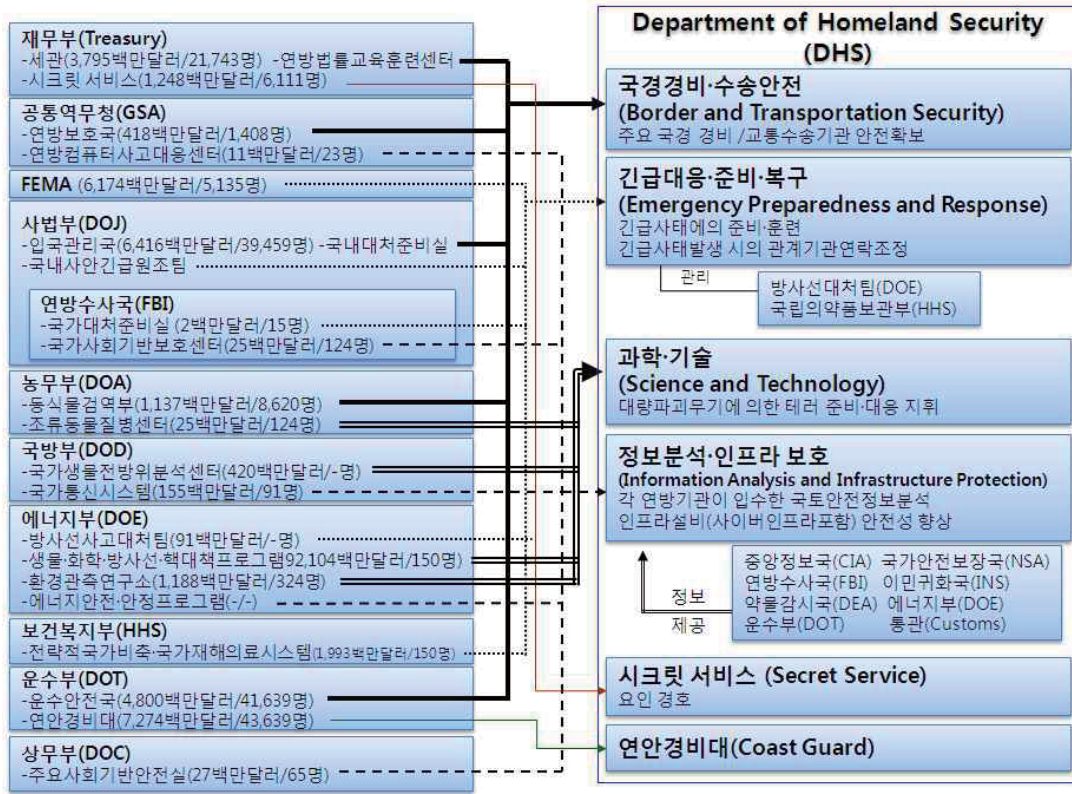 재무부(Treasury)
-세관(3,795백만달러/21,743명) -연방법률교육훈련센터
-시크릿 서비스(1,248백만달러/6,111명)
공통역무청(GSA)
-연방보호국(418백만달러/1,408명)
-연방컴퓨터사고대응센터(11백만달러/23명)
FEMA (6,174백만달러/5,135명)
사법부(DOJ)
-입국관리국(6,416백만달러/39,459명) -국내대처준비실
-국내사안긴급원조팀
연방수사국(FBI)
-국가대처준비실 (2백만달러/15명)
-국가사회기반보호센터(25백만달러/124명)
농무부(DOA)
-동식물검역부(1,137백만달러/8,620명)
-조류동물질병센터(25백만달러/124명)
국방부(DOD)
-국가생물전방위분석센터(420백만달러/-명)
-국가통신시스템(155백만달러/91명)
에너지부(DOE)
-방사선사고대처팀(91백만달러/-명)
-생물·화학·방사선·핵대책프로그램92,104백만달러/150명)
-환경관측연구소(1,188백만달러/324명)
-에너지안전·안정프로그램(-/-)
보건복지부(HHS)
-전략적국가비축·국가재해의료시스템(1,993백만달러/150명)
운수부(DOT)
-운수안전국(4,800백만달러/41,639명)
-연안경비대(7,274백만달러/43,639명)
상무부(DOC)
-주요사회기반안전실(27백만달러/65명)
Department of Homeland Security
(DHS)
국경경비·수송안전
(Border and Transportation Security)
주요 국경 경비 /교통수송기관 안전확보
긴급대응·준비·복구
(Emergency Preparedness and Response)
긴급사태에의 준비·훈련
긴급사태발생 시의 관계기관연락조정
관리
방사선대처팀(DOE)
국립의약품보관부(HHS)
과학·기술
(Science and Technology)
대량파괴무기에 의한 테러 준비·대응 지휘
정보분석·인프라 보호
(Information Analysis and Infrastructure Protection)
각 연방기관이 입수한 국토안전정보분석
인프라설비(사이버인프라포함) 안전성 향상
정보
제공
중앙정보국(CIA) 국가안전보장국(NSA)
연방수사국(FBI) 이민귀화국(INS)
약물감시국(DEA) 에너지부(DOE)
운수부(DOT) 통관(Customs)
시크릿 서비스 (Secret Service)
요인 경호
연안경비대(Coast Guard)